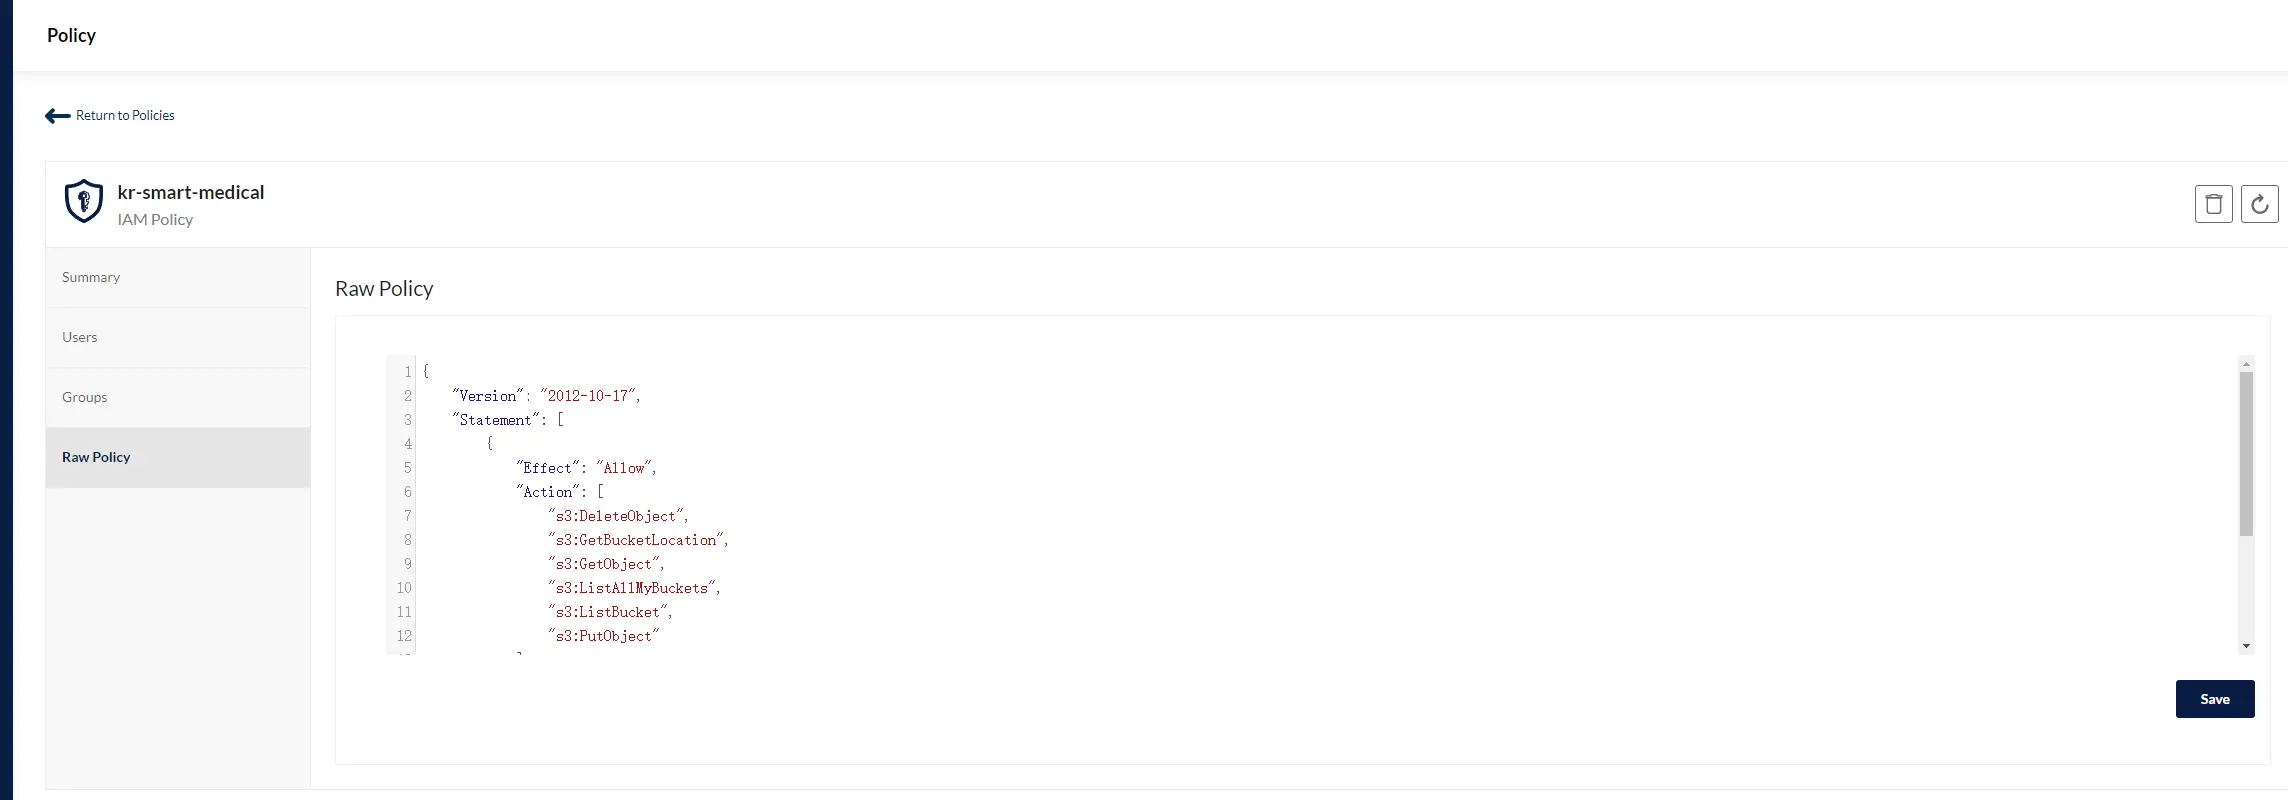 Policy
Return to Policies
kr-smart-medical
IAM Policy
Summary
Users
Groups
Raw Policy
Raw Policy
1 {
2 "Version": "2012-10-17",
3 "Statement": [
4 {
5 "Effect": "Allow",
6 "Action": [
7 "s3:DeleteObject",
8 "s3:GetBucketLocation",
9 "s3:GetObject",
10 "s3:ListAllMyBuckets",
11 "s3:ListBucket",
12 "s3:PutObject"
Save